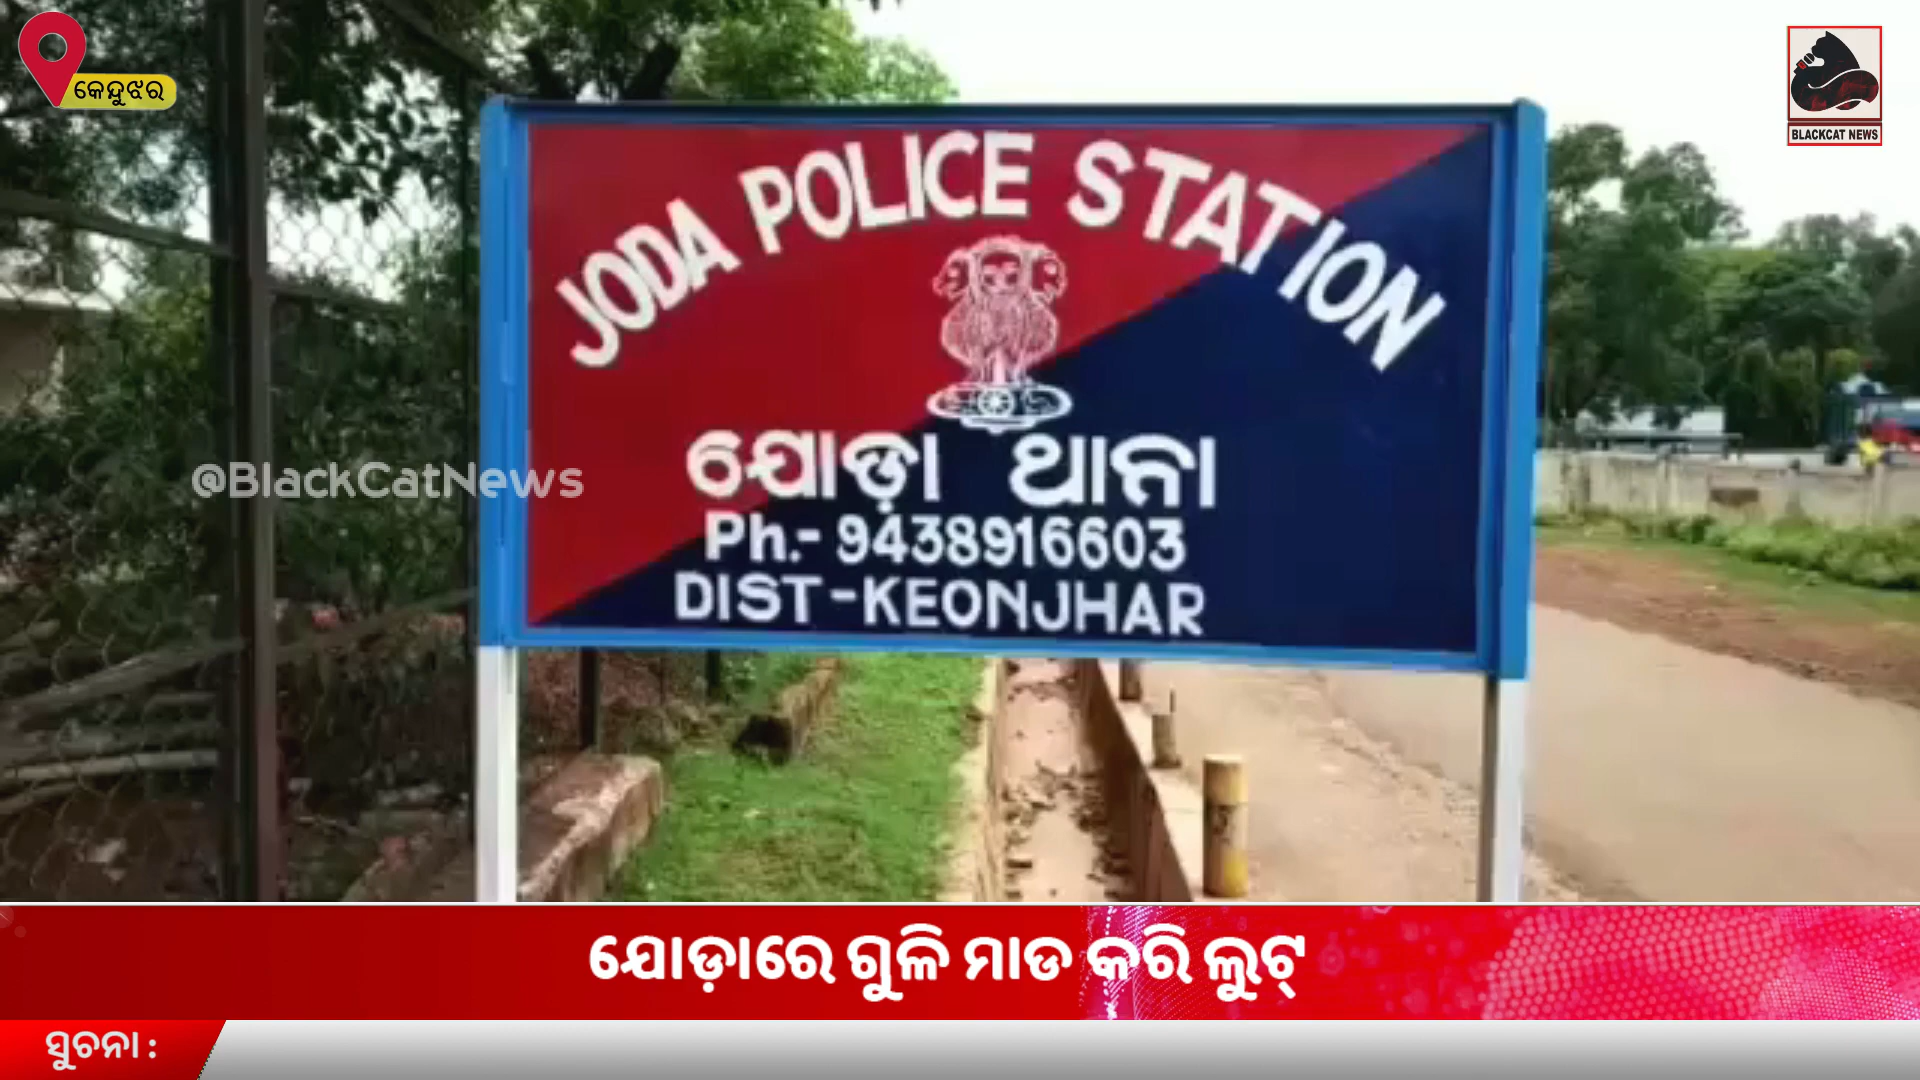 କେନ୍ଦୁଝର
BLACKCAT NEWS
JODA POLICE STATION
ଯୋଡ଼ା ଥାନା
@BlackCatNews
Ph.- 9438916603
DIST-KEONJHAR
ଯୋଡ଼ାରେ ଗୁଳି ମାଡ କରି ଲୁଟ୍
ସୁଚନା :